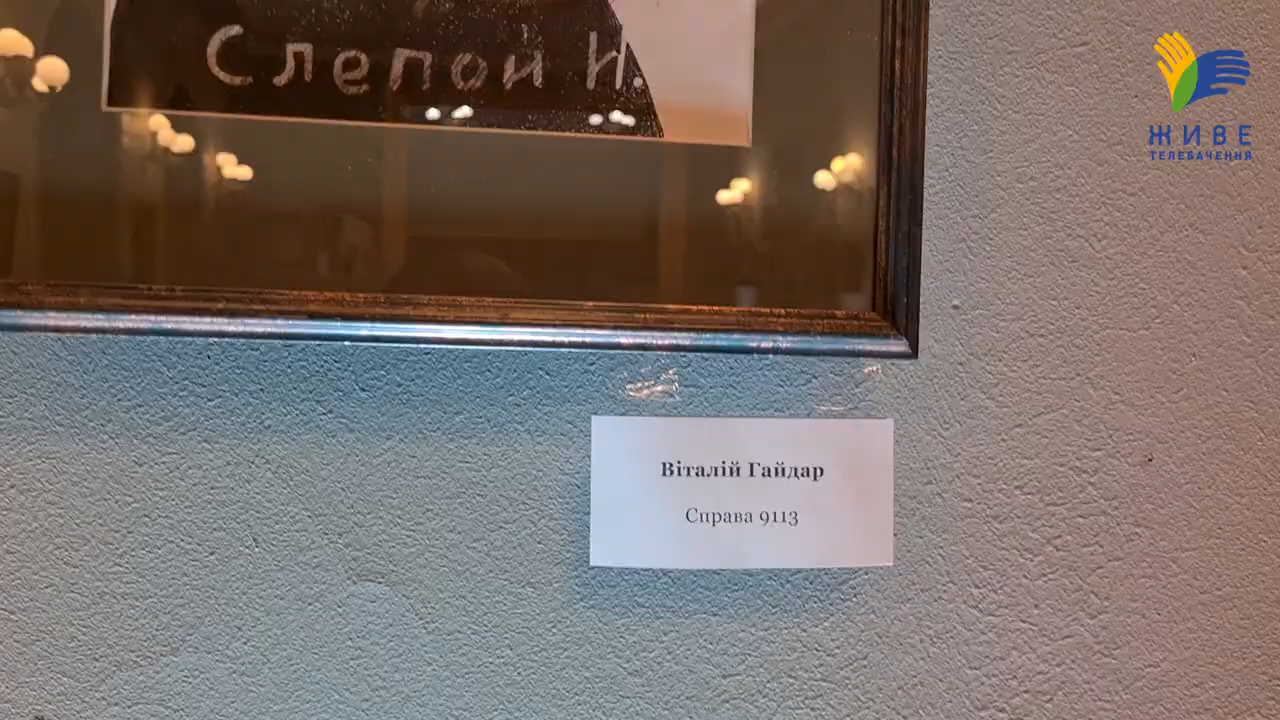 Слепой И.
ЖИВЕ
ТЕЛЕБАЧЕННЯ
Віталій Гайдар
Справа 9113